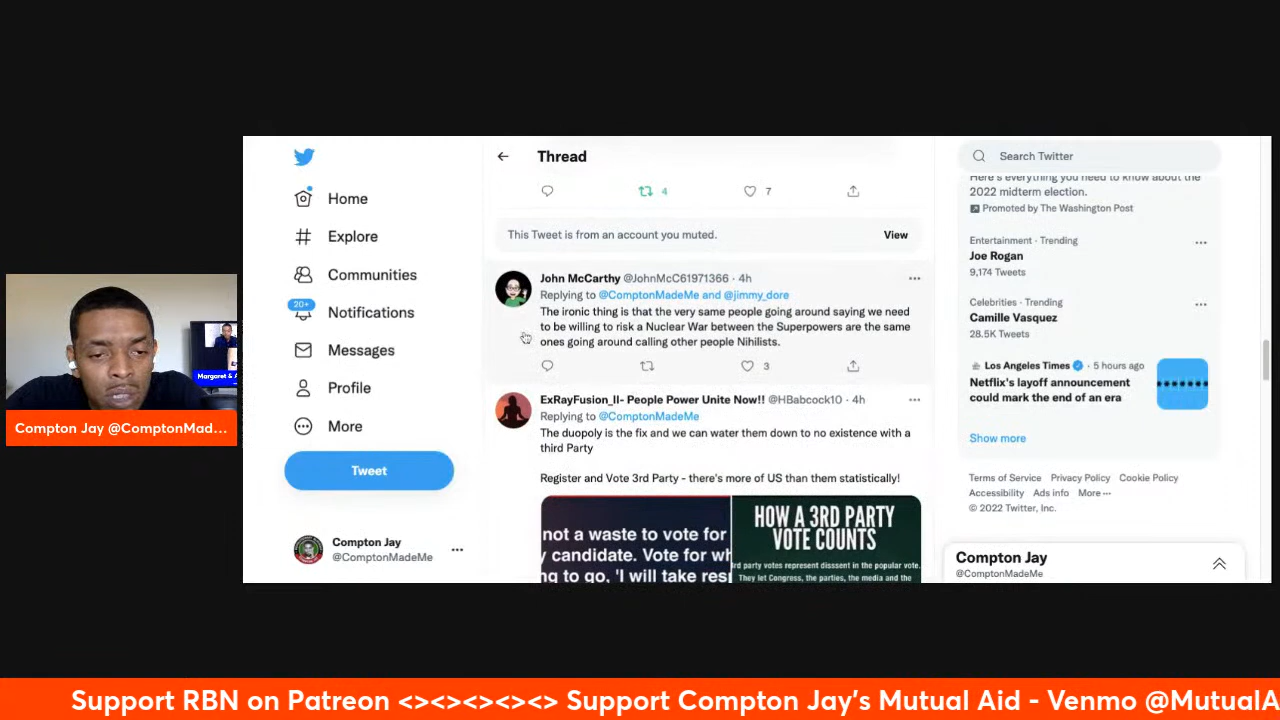 Home
Explore
Communities
20+
Notifications
Messages
Profile
More
Tweet
Compton Jay
@ComptonMadeMe
Thread
4
7
This Tweet is from an account you muted.
View
John McCarthy @JohnMcC61971366 · 4h
Replying to @ComptonMadeMe and @jimmy_dore
The ironic thing is that the very same people going around saying we need
to be willing to risk a Nuclear War between the Superpowers are the same
ones going around calling other people Nihilists.
3
ExRayFusion_II- People Power Unite Now!! @HBabcock10 · 4h
Replying to @ComptonMadeMe
The duopoly is the fix and we can water them down to no existence with a
third Party
Register and Vote 3rd Party - there's more of US than them statistically!
not a waste to vote for
candidate. Vote for
to go, 'I will take
HOW A 3RD PARTY
VOTE COUNTS
rd party votes represent dissent in the popular vote.
They let Congress, the parties, the media and the
Search Twitter
Here's everything you need to know about the
2022 midterm election.
Promoted by The Washington Post
Entertainment · Trending
Joe Rogan
9,174 Tweets
Celebrities · Trending
Camille Vasquez
28.5K Tweets
Los Angeles Times · 5 hours ago
Netflix's layoff announcement
could mark the end of an era
Show more
Terms of Service Privacy Policy Cookie Policy
Accessibility Ads info More ···
© 2022 Twitter, Inc.
Compton Jay
@ComptonMadeMe
Margaret &
Compton Jay @ComptonMad...
Support RBN on Patreon <><><><><> Support Compton Jay's Mutual Aid - Venmo @MutualA